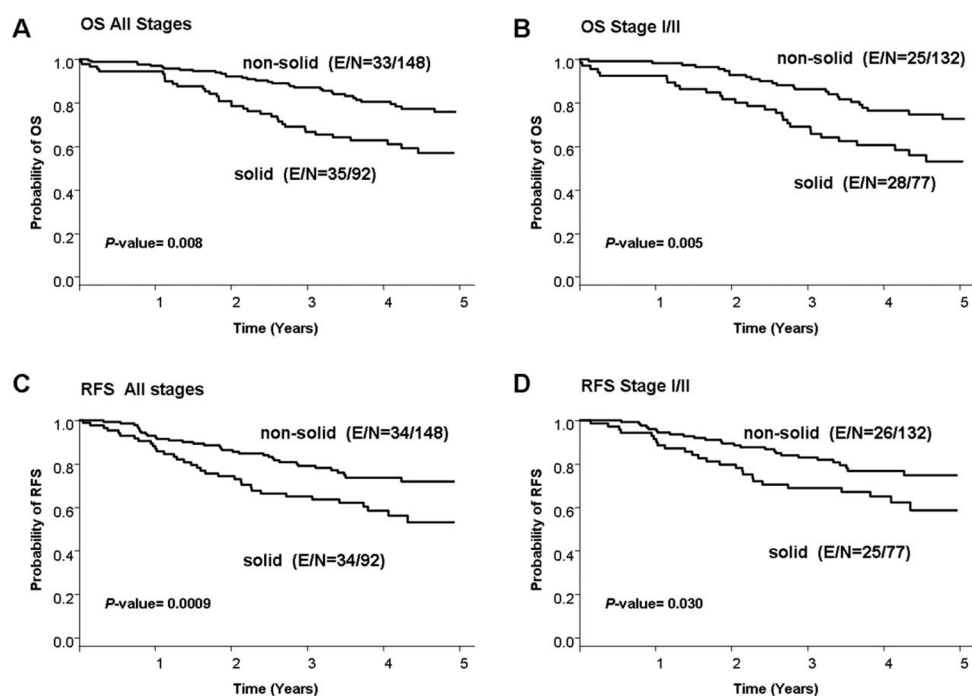 A
OS All Stages
Probability of OS
1.0
0.8
0.6
0.4
0.2
0.0
non-solid (E/N=33/148)
solid (E/N=35/92)
P-value= 0.008
1 2 3 4 5
Time (Years)
B
OS Stage I/II
Probability of OS
1.0
0.8
0.6
0.4
0.2
0.0
non-solid (E/N=25/132)
solid (E/N=28/77)
P-value= 0.005
1 2 3 4 5
Time (Years)
C
RFS All stages
Probability of RFS
1.0
0.8
0.6
0.4
0.2
0.0
non-solid (E/N=34/148)
solid (E/N=34/92)
P-value= 0.0009
1 2 3 4 5
Time (Years)
D
RFS Stage I/II
Probability of RFS
1.0
0.8
0.6
0.4
0.2
0.0
non-solid (E/N=26/132)
solid (E/N=25/77)
P-value= 0.030
1 2 3 4 5
Time (Years)